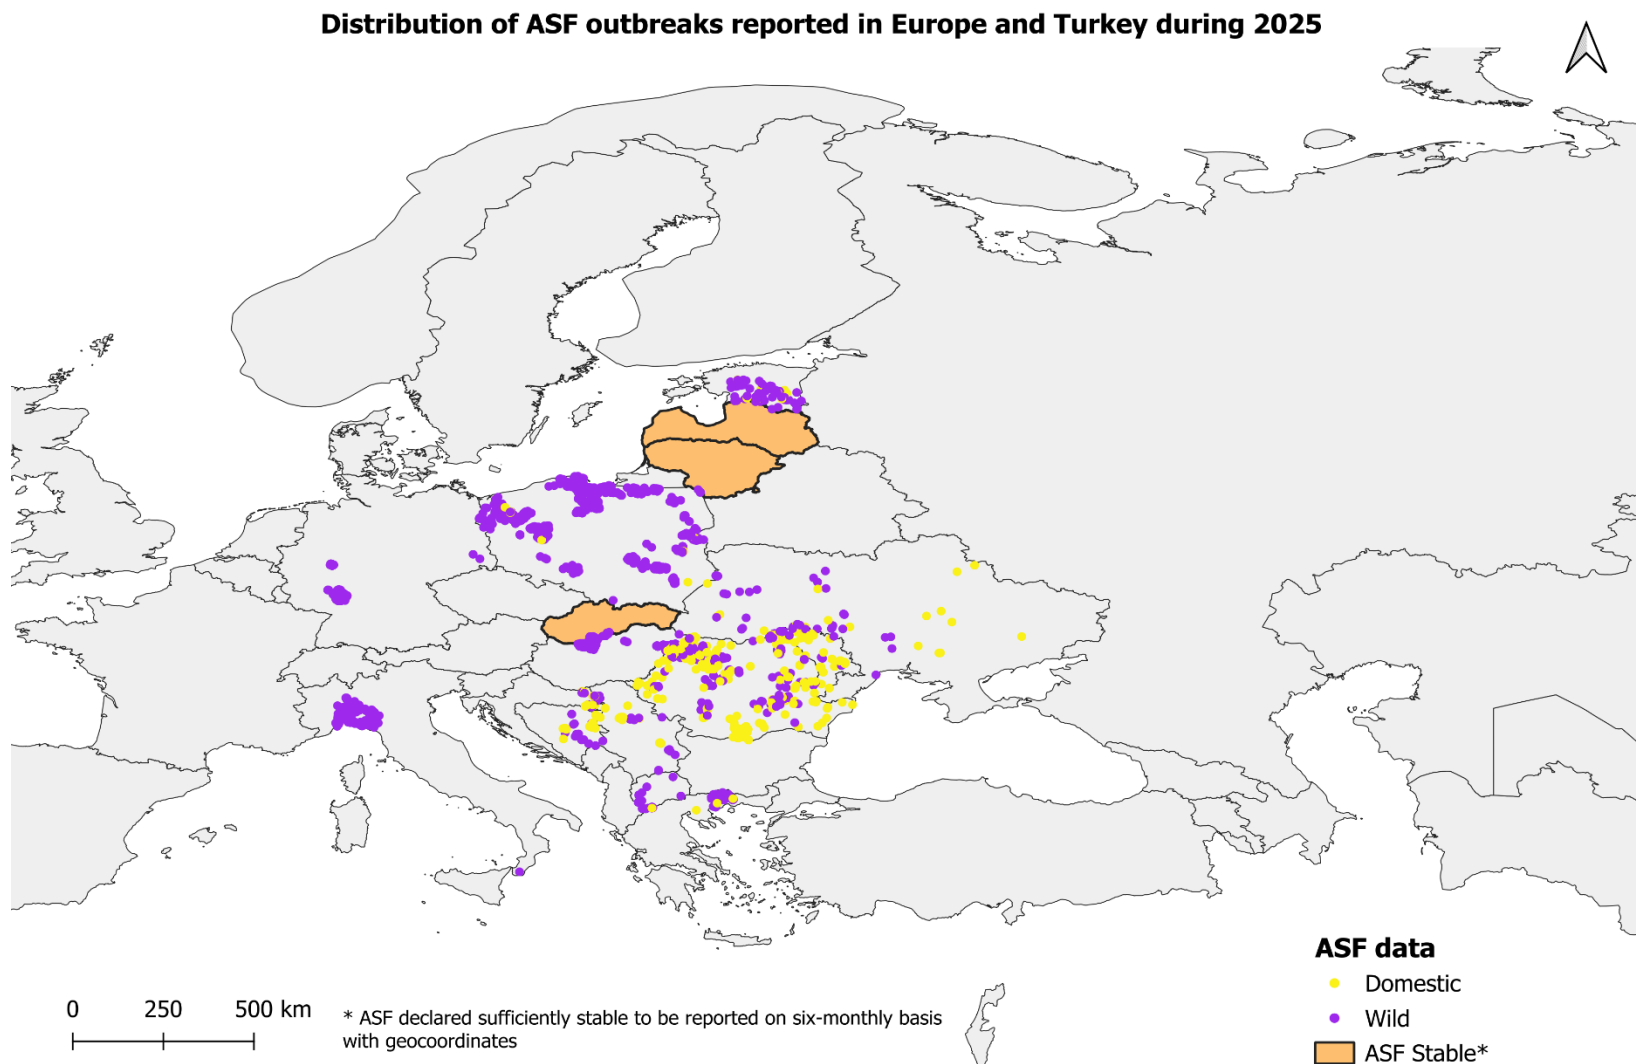 Distribution of ASF outbreaks reported in Europe and Turkey during 2025
ASF data
Domestic
Wild
ASF Stable*
0 250 500 km
* ASF declared sufficiently stable to be reported on six-monthly basis
with geocoordinates